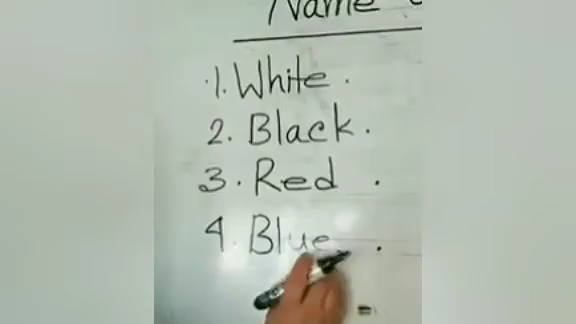 Name
1. White .
2. Black.
3. Red .
4. Blue .